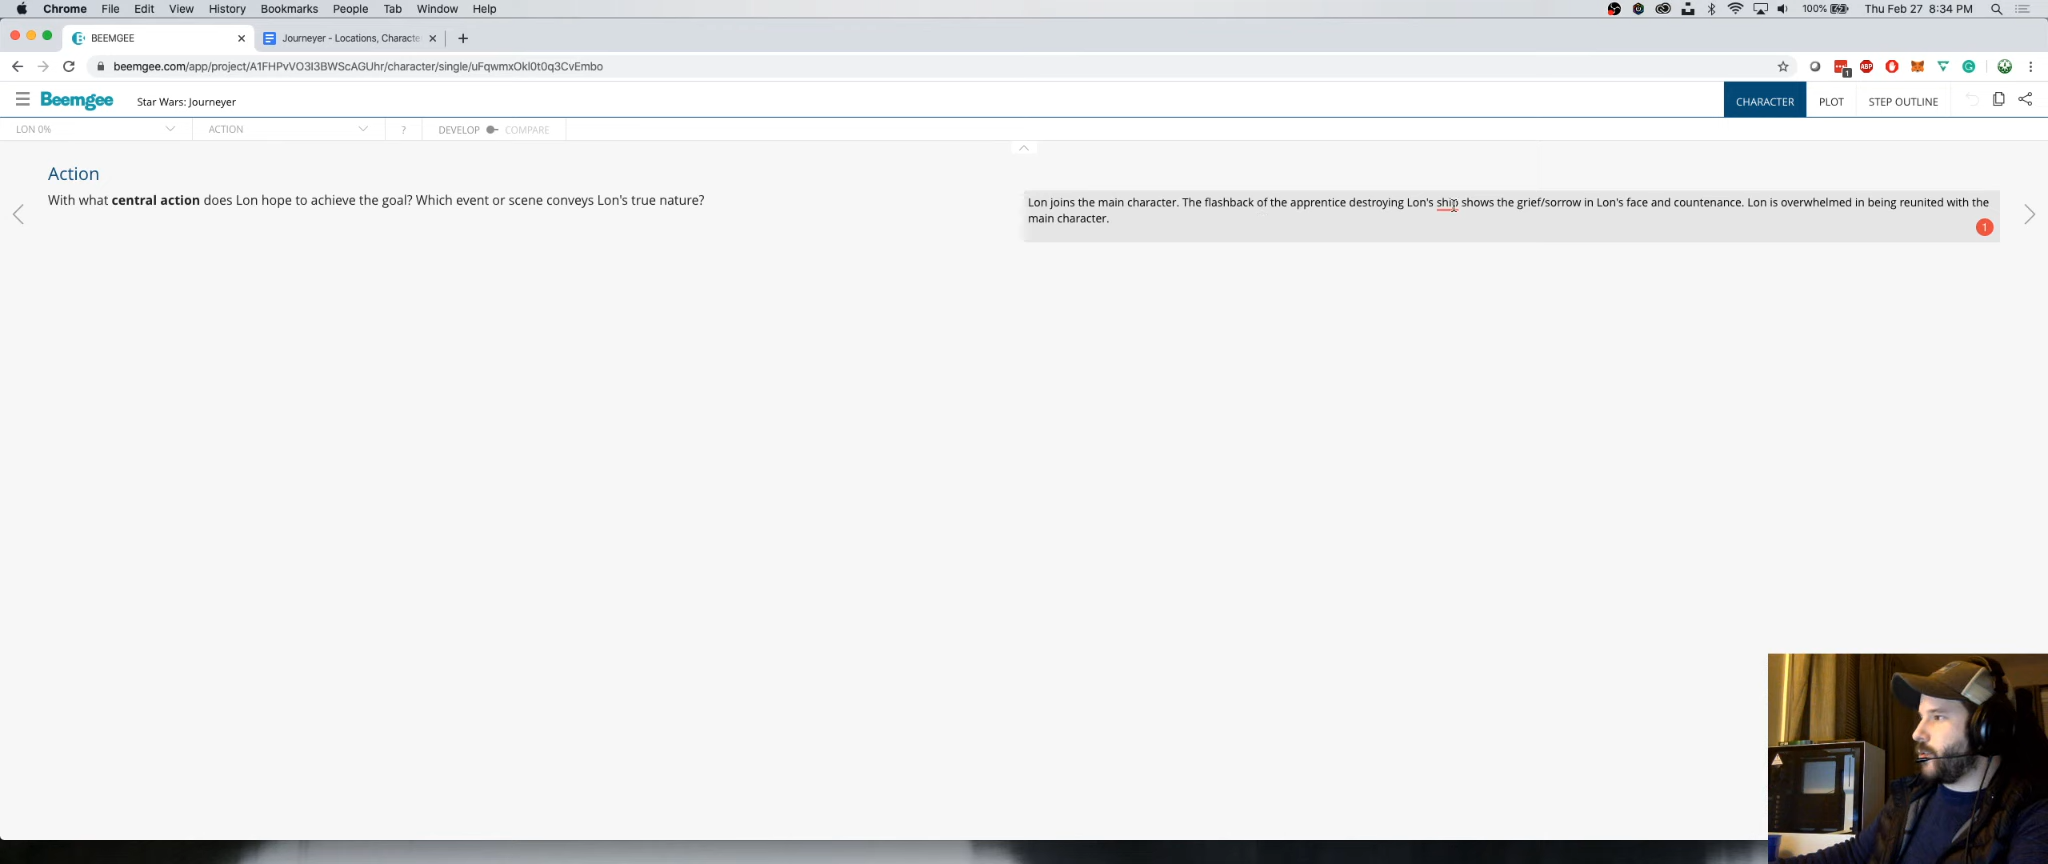 Chrome File Edit View History Bookmarks People Tab Window Help
100% Thu Feb 27 8:34 PM
BEEMGEE
Journeyer - Locations, Characte
beemgee.com/app/project/A1FHPvVO3I3BWScAGUhr/character/single/uFqwmxOkl0t0q3CvEmbo
Beemgee Star Wars: Journeyer CHARACTER PLOT STEP OUTLINE
LON 0% ACTION ? DEVELOP COMPARE
Action
With what central action does Lon hope to achieve the goal? Which event or scene conveys Lon's true nature?
Lon joins the main character. The flashback of the apprentice destroying Lon's ship shows the grief/sorrow in Lon's face and countenance. Lon is overwhelmed in being reunited with the
main character.
1